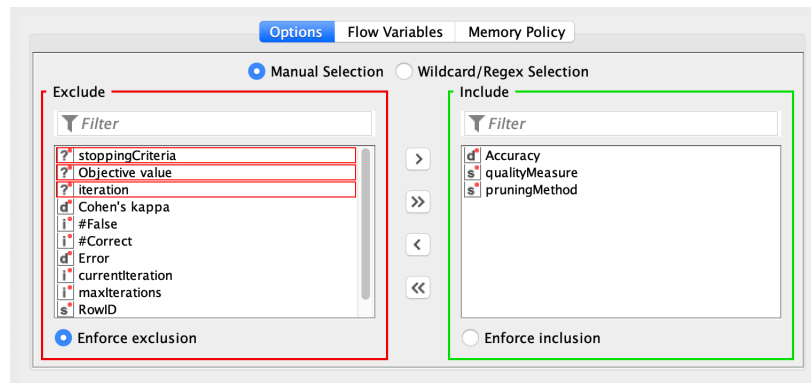 Options Flow Variables Memory Policy
Manual Selection Wildcard/Regex Selection
Exclude
Filter
? stoppingCriteria
? Objective value
? iteration
d Cohen's kappa
i #False
i #Correct
d Error
i currentIteration
i maxIterations
s RowID
Enforce exclusion
>
>>
<
<<
Include
Filter
d Accuracy
s qualityMeasure
s pruningMethod
Enforce inclusion